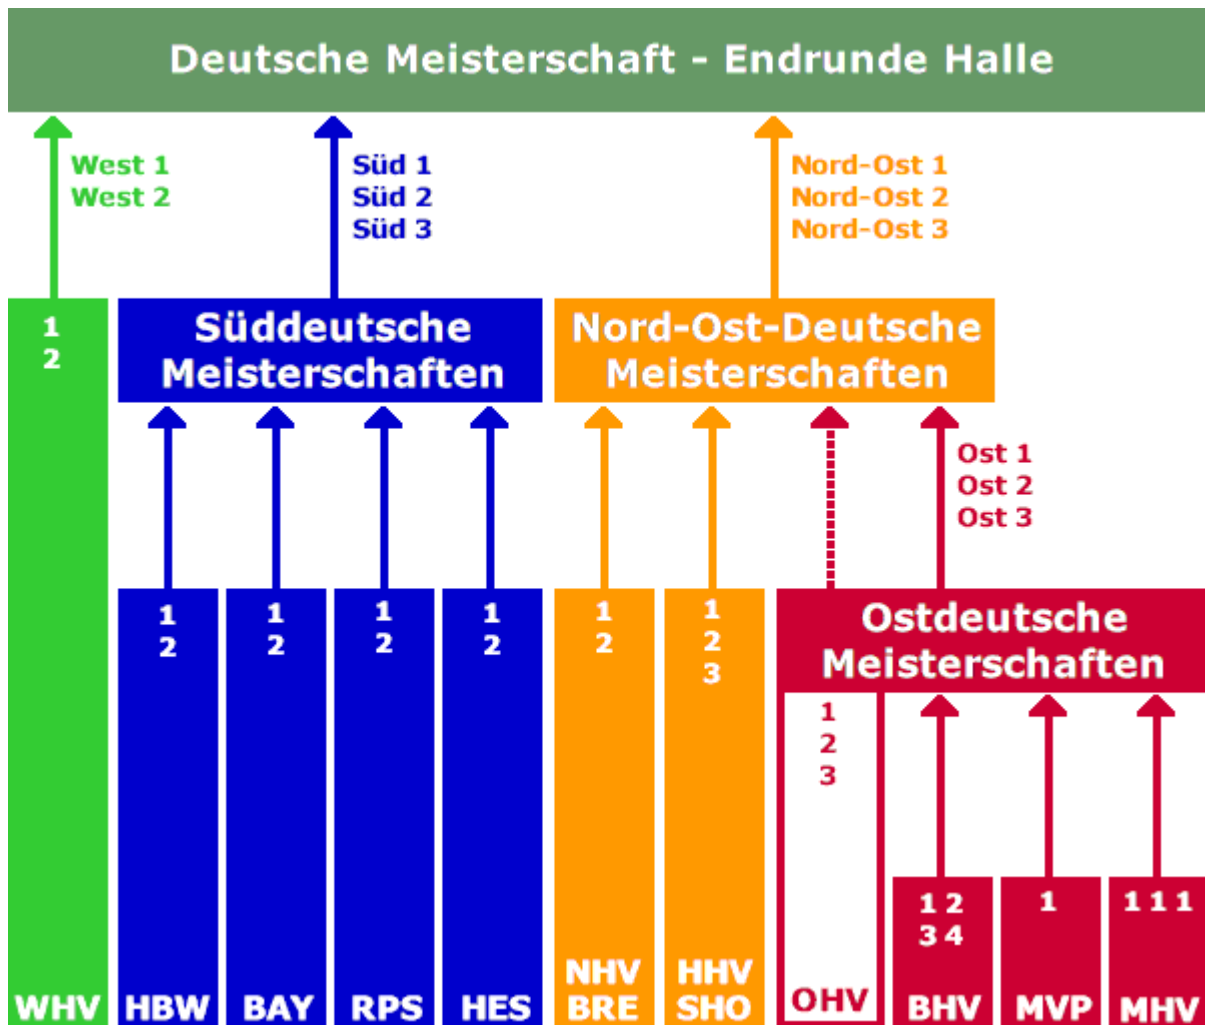 Deutsche Meisterschaft - Endrunde Halle
West 1
West 2
Süd 1
Süd 2
Süd 3
Nord-Ost 1
Nord-Ost 2
Nord-Ost 3
1
2
Süddeutsche
Meisterschaften
Nord-Ost-Deutsche
Meisterschaften
Ost 1
Ost 2
Ost 3
1
2
1
2
1
2
1
2
1
2
1
2
3
Ostdeutsche
Meisterschaften
1
2
3
1 2
3 4
1
1 1 1
WHV
HBW
BAY
RPS
HES
NHV
BRE
HHV
SHO
OHV
BHV
MVP
MHV